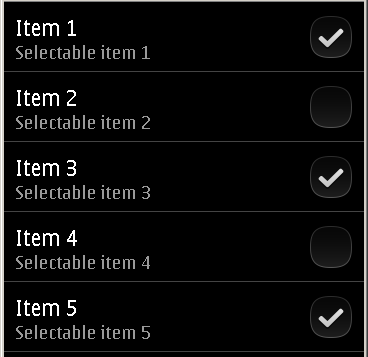 Item 1
Selectable item 1
Item 2
Selectable item 2
Item 3
Selectable item 3
Item 4
Selectable item 4
Item 5
Selectable item 5